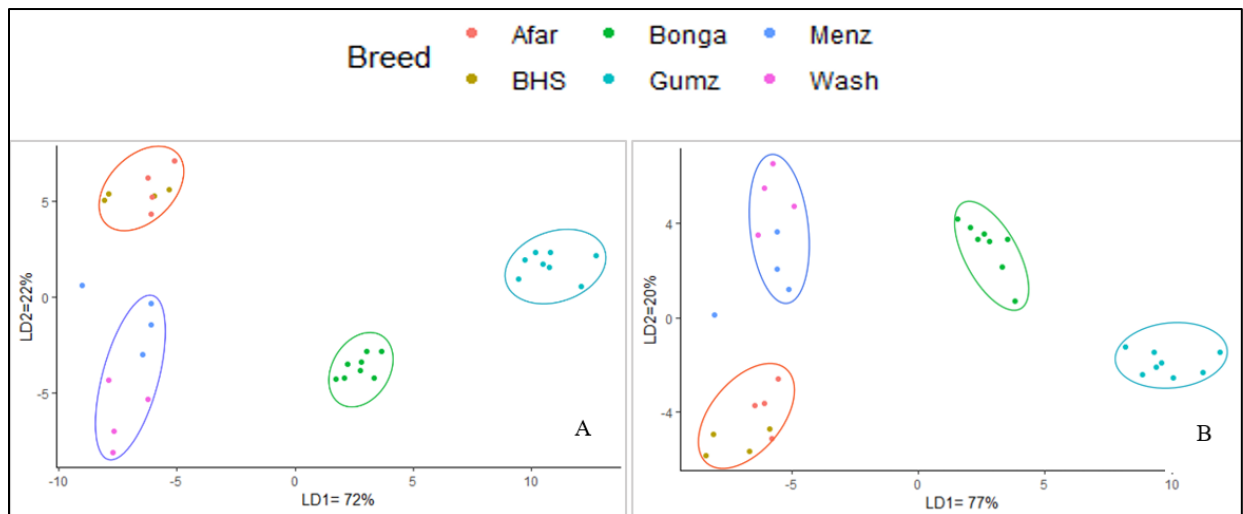 Breed Afar Bonga Menz
BHS Gumz Wash
5
0
-5
-10 -5 0 5 10
LD2=22%
LD1= 72%
A
4
0
-4
-5 0 5 10
LD2=20%
LD1= 77%
B